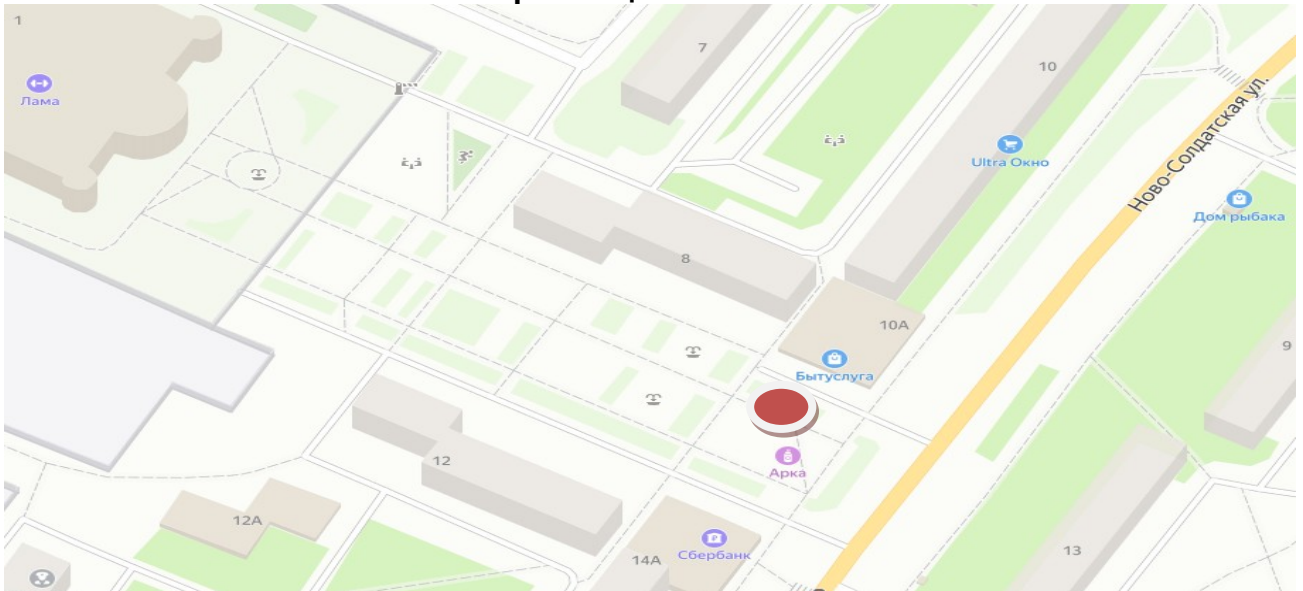 1
7
10
Лама
Ultra Окно
Ново-Солдатская ул.
Дом рыбака
8
10А
9
Бытуслуга
12
Арка
12А
14А
Сбербанк
13